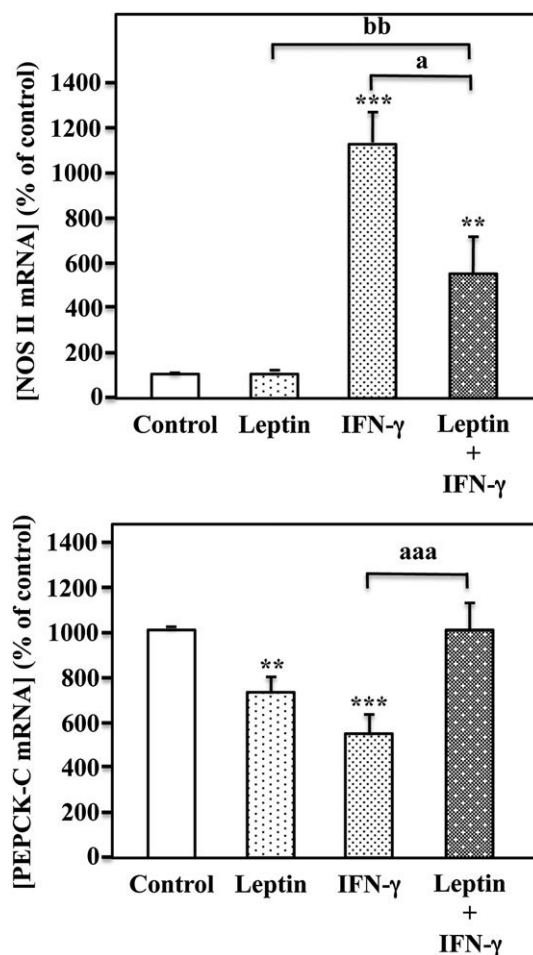 bb
a
[NOS II mRNA] (% of control)
1400
1200
1000
800
600
400
200
0
***
**
Control Leptin IFN-γ Leptin
+
IFN-γ
aaa
[PEPCK-C mRNA] (% of control)
1400
1200
1000
800
600
400
200
0
**
***
Control Leptin IFN-γ Leptin
+
IFN-γ